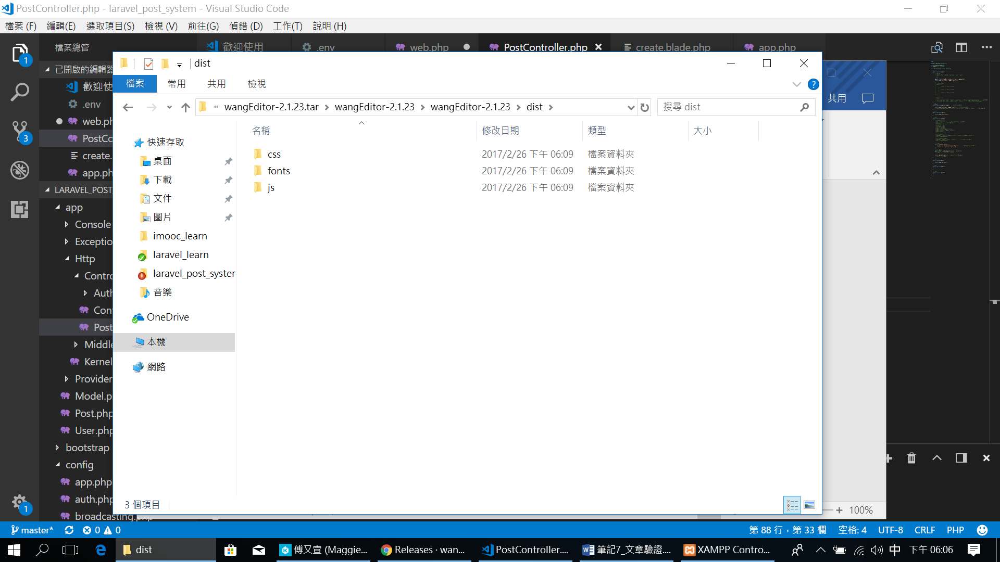 PostController.php - laravel_post_system - Visual Studio Code
檔案 (F) 編輯(E) 選取項目(S) 檢視 (V) 前往(G) 偵錯 (D) 工作(T) 說明 (H)
檔案總管
歡迎使用 .env web.php PostController.php create.blade.php app.php
已開啟的編輯器
歡迎使
.env
web.ph
PostCo
create.
app.ph
LARAVEL_POST
app
Console
Exceptio
Http
Contro
Auth
Con
Post
Middle
Kernel
Provider
Model.p
Post.php
User.php
bootstrap
config
app.php
auth.php
broadcasting.php
1
3
1
dist
檔案 常用 共用 檢視
?
« wangEditor-2.1.23.tar > wangEditor-2.1.23 > wangEditor-2.1.23 > dist >
搜尋 dist
名稱 修改日期 類型 大小
css 2017/2/26 下午 06:09 檔案資料夾
fonts 2017/2/26 下午 06:09 檔案資料夾
js 2017/2/26 下午 06:09 檔案資料夾
快速存取
桌面
下載
文件
圖片
imooc_learn
laravel_learn
laravel_post_syster
音樂
OneDrive
本機
網路
3 個項目
共用
100%
master* 0 0
第 88 行，第 33 欄 空格: 4 UTF-8 CRLF PHP
dist
傅又宣 (Maggie...
Releases · wan...
PostController....
筆記7_文章驗證....
XAMPP Contro...
中
下午 06:06